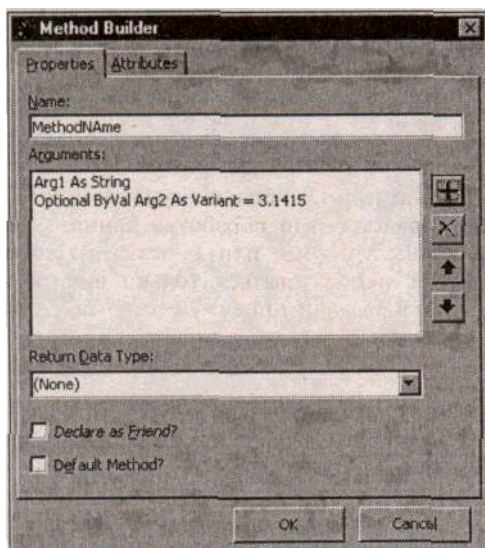 Method Builder
Properties Attributes
Name:
MethodNAme
Arguments:
Arg1 As String
Optional ByVal Arg2 As Variant = 3.1415
Return Data Type:
(None)
Declare as Friend?
Default Method?
OK Cancel